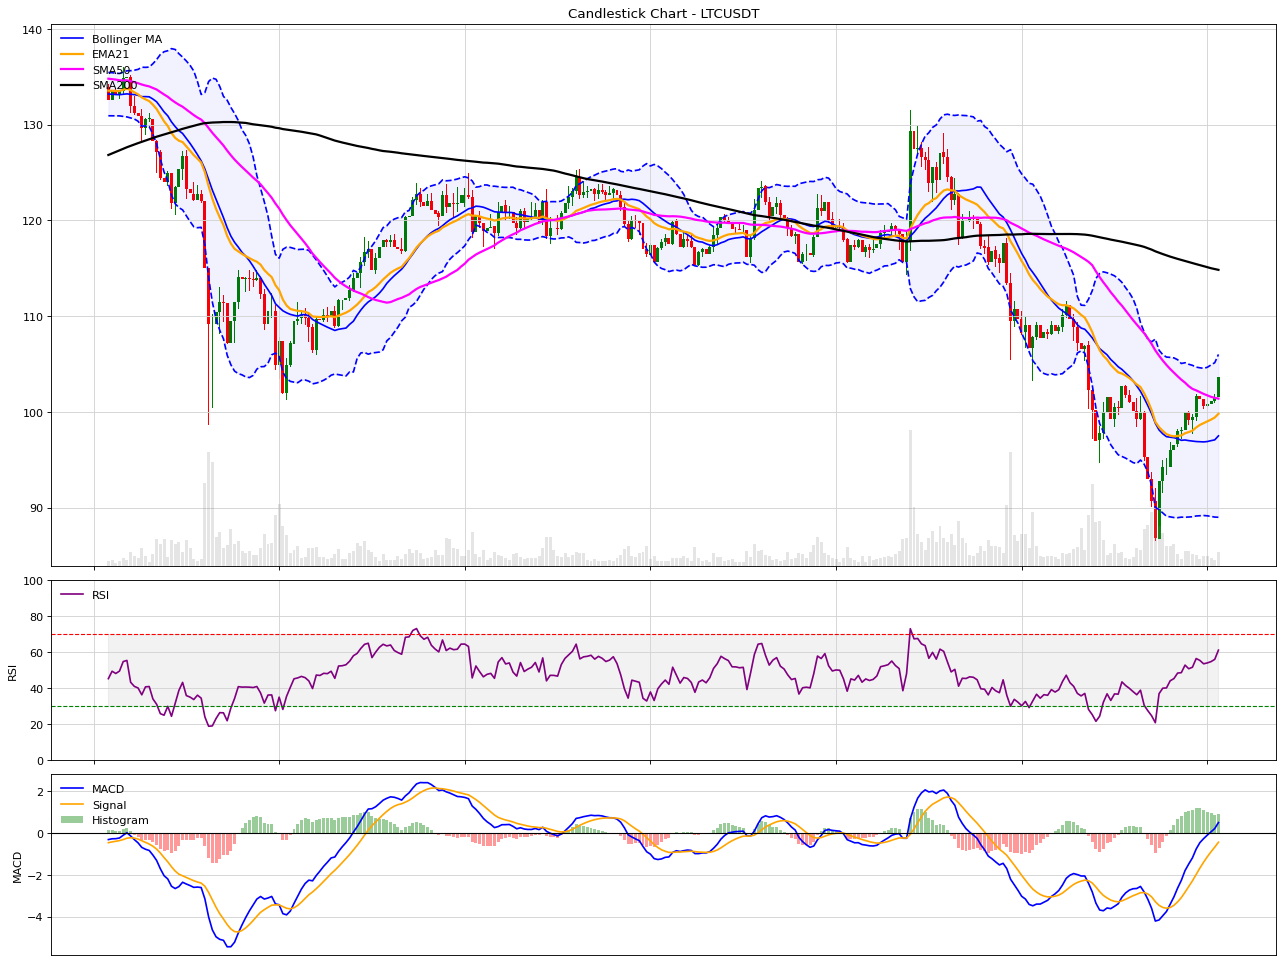 Candlestick Chart - LTCUSDT
140
130
120
110
100
90
Bollinger MA
EMA21
SMA50
SMA200
100
80
60
40
20
0
RSI
RSI
2
0
−2
−4
MACD
MACD
Signal
Histogram